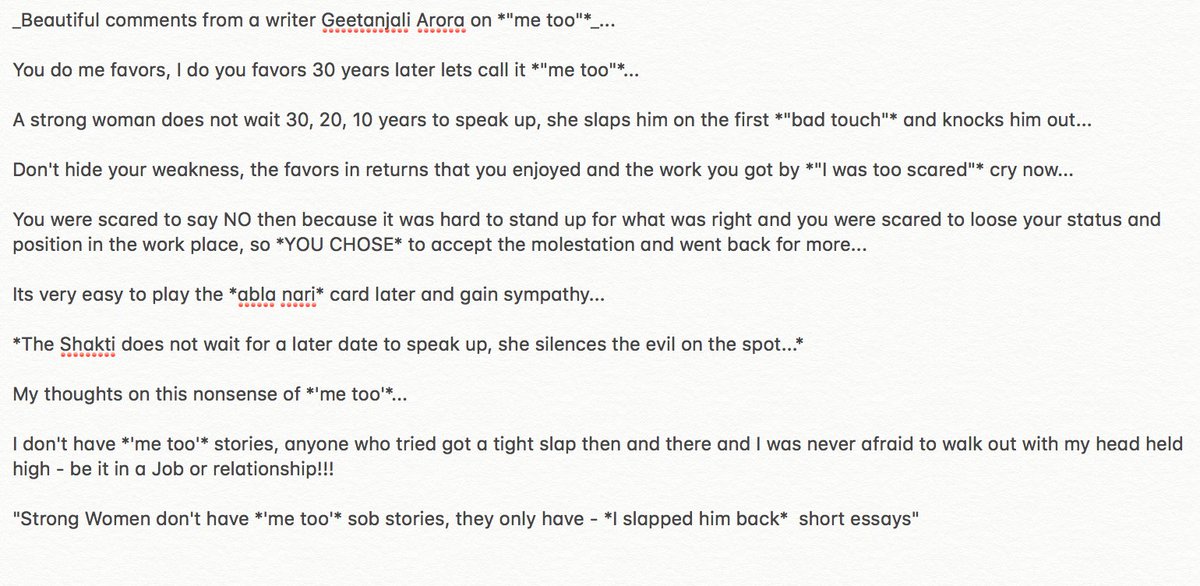 _Beautiful comments from a writer Geetanjali Arora on *"me too"*_...
You do me favors, I do you favors 30 years later lets call it *"me too"*...
A strong woman does not wait 30, 20, 10 years to speak up, she slaps him on the first *"bad touch"* and knocks him out...
Don't hide your weakness, the favors in returns that you enjoyed and the work you got by *"I was too scared"* cry now...
You were scared to say NO then because it was hard to stand up for what was right and you were scared to loose your status and
position in the work place, so *YOU CHOSE* to accept the molestation and went back for more...
Its very easy to play the *abla nari* card later and gain sympathy...
*The Shakti does not wait for a later date to speak up, she silences the evil on the spot...*
My thoughts on this nonsense of *'me too'*...
I don't have *'me too'* stories, anyone who tried got a tight slap then and there and I was never afraid to walk out with my head held
high - be it in a Job or relationship!!!
"Strong Women don't have *'me too'* sob stories, they only have - *I slapped him back*  short essays"